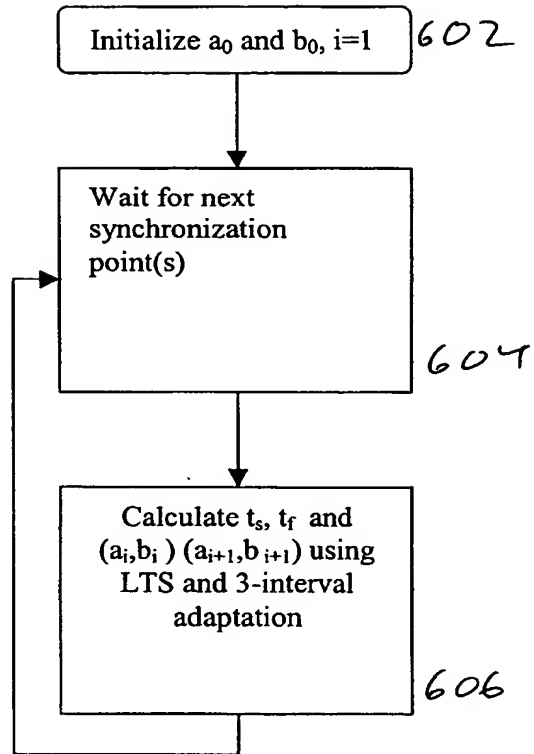 Initialize a₀ and b₀, i=1
602
Wait for next
synchronization
point(s)
604
Calculate tₛ, t_f and
(aᵢ,bᵢ) (aᵢ₊₁,bᵢ₊₁) using
LTS and 3-interval
adaptation
606